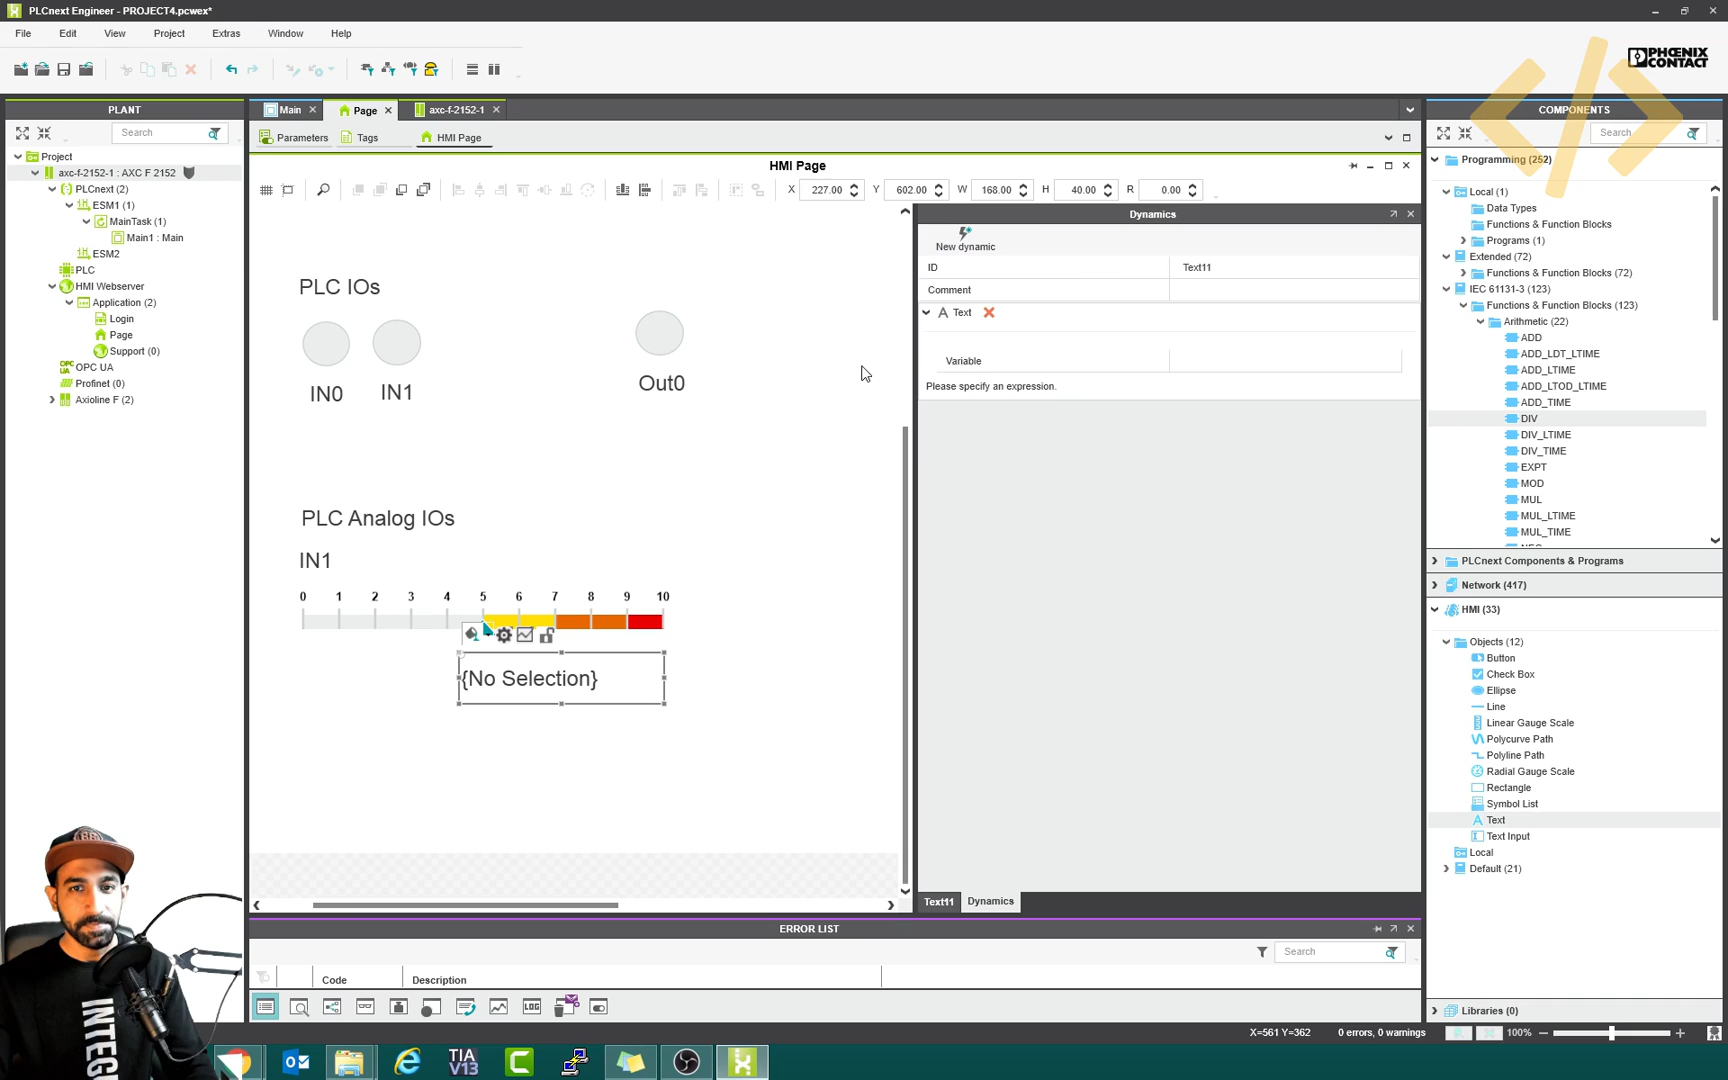 PLCnext Engineer - PROJECT4.pcwex*
File Edit View Project Extras Window Help
PHOENIX CONTACT
PLANT
Search
Project
axc-f-2152-1 : AXC F 2152
PLCnext (2)
ESM1 (1)
MainTask (1)
Main1 : Main
ESM2
PLC
HMI Webserver
Application (2)
Login
Page
Support (0)
OPC UA
OPC UA
Profinet (0)
Axioline F (2)
Main Page axc-f-2152-1
Parameters Tags HMI Page
HMI Page
X 227.00 Y 602.00 W 168.00 H 40.00 R 0.00
PLC IOs
IN0 IN1 Out0
PLC Analog IOs
IN1
0 1 2 3 4 5 6 7 8 9 10
{No Selection}
Dynamics
New dynamic
ID Text11
Comment
Text
Variable
Please specify an expression.
Text11 Dynamics
ERROR LIST
Search
Code Description
LOG
COMPONENTS
Search
Programming (252)
Local (1)
Data Types
Functions & Function Blocks
Programs (1)
Extended (72)
Functions & Function Blocks (72)
IEC 61131-3 (123)
Functions & Function Blocks (123)
Arithmetic (22)
ADD
ADD_LDT_LTIME
ADD_LTIME
ADD_LTOD_LTIME
ADD_TIME
DIV
DIV_LTIME
DIV_TIME
EXPT
MOD
MUL
MUL_LTIME
MUL_TIME
PLCnext Components & Programs
Network (417)
HMI (33)
Objects (12)
Button
Check Box
Ellipse
Line
Linear Gauge Scale
Polycurve Path
Polyline Path
Radial Gauge Scale
Rectangle
Symbol List
Text
Text Input
Local
Default (21)
Libraries (0)
X=561 Y=362 0 errors, 0 warnings 100%
TIA V13
INTEG